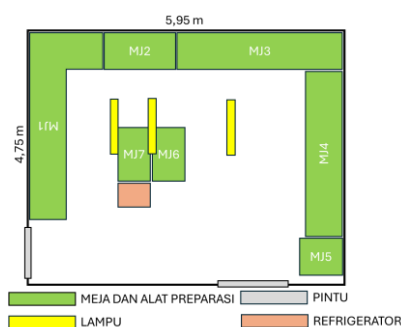 5,95 m
MJ2
MJ3
MJ1
4,75 m
MJ7
MJ6
MJ4
MJ5
MEJA DAN ALAT PREPARASI
PINTU
LAMPU
REFRIGERATOR